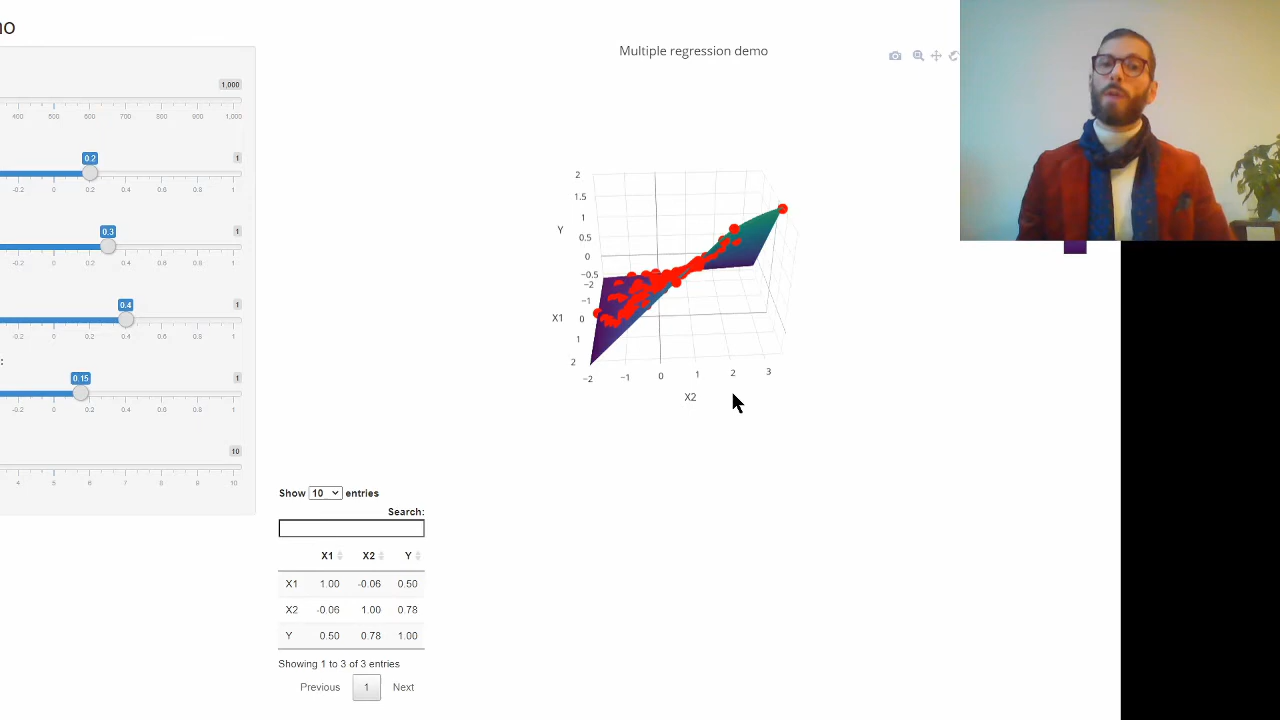 no
Multiple regression demo
1,000
400 500 600 700 800 900 1,000
0.2 1
-0.2 0 0.2 0.4 0.6 0.8 1
0.3 1
-0.2 0 0.2 0.4 0.6 0.8 1
0.4 1
-0.2 0 0.2 0.4 0.6 0.8 1
:
0.15 1
-0.2 0 0.2 0.4 0.6 0.8 1
10
4 5 6 7 8 9 10
2
1.5
1
Y
0.5
0
−0.5
−2
−1
X1 0
1
2
−2 −1 0 1 2 3
X2
Show 10 entries
Search:
X1 X2 Y
X1 1.00 -0.06 0.50
X2 -0.06 1.00 0.78
Y 0.50 0.78 1.00
Showing 1 to 3 of 3 entries
Previous 1 Next